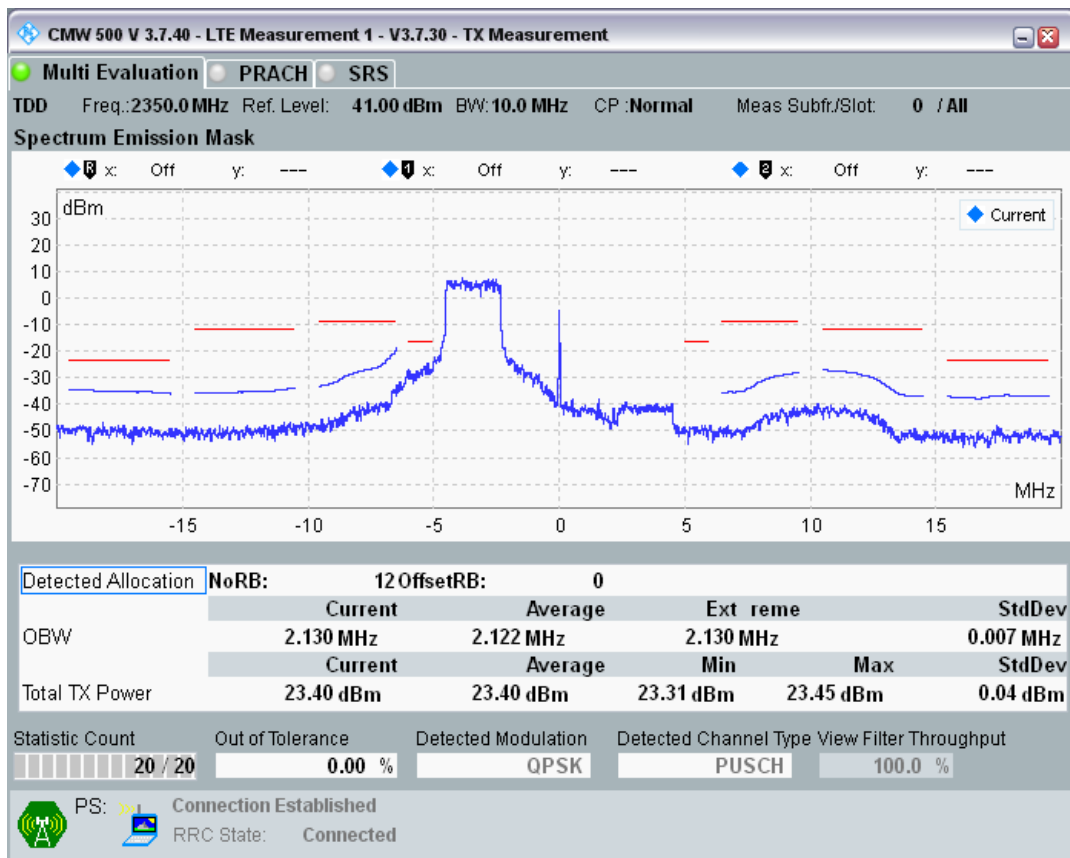 CMW 500 V 3.7.40 - LTE Measurement 1 - V3.7.30 - TX Measurement
Multi Evaluation PRACH SRS
TDD Freq.:2350.0 MHz Ref. Level: 41.00 dBm BW:10.0 MHz CP :Normal Meas Subfr./Slot: 0 / All
Spectrum Emission Mask
R x: Off y: --- 1 x: Off y: --- 2 x: Off y: ---
dBm
Current
30
20
10
0
-10
-20
-30
-40
-50
-60
-70
MHz
-15 -10 -5 0 5 10 15
Detected Allocation NoRB: 12 OffsetRB: 0
Current Average Ext reme StdDev
OBW 2.130 MHz 2.122 MHz 2.130 MHz 0.007 MHz
Current Average Min Max StdDev
Total TX Power 23.40 dBm 23.40 dBm 23.31 dBm 23.45 dBm 0.04 dBm
Statistic Count Out of Tolerance Detected Modulation Detected Channel Type View Filter Throughput
20 / 20 0.00 % QPSK PUSCH 100.0 %
PS: Connection Established
RRC State: Connected